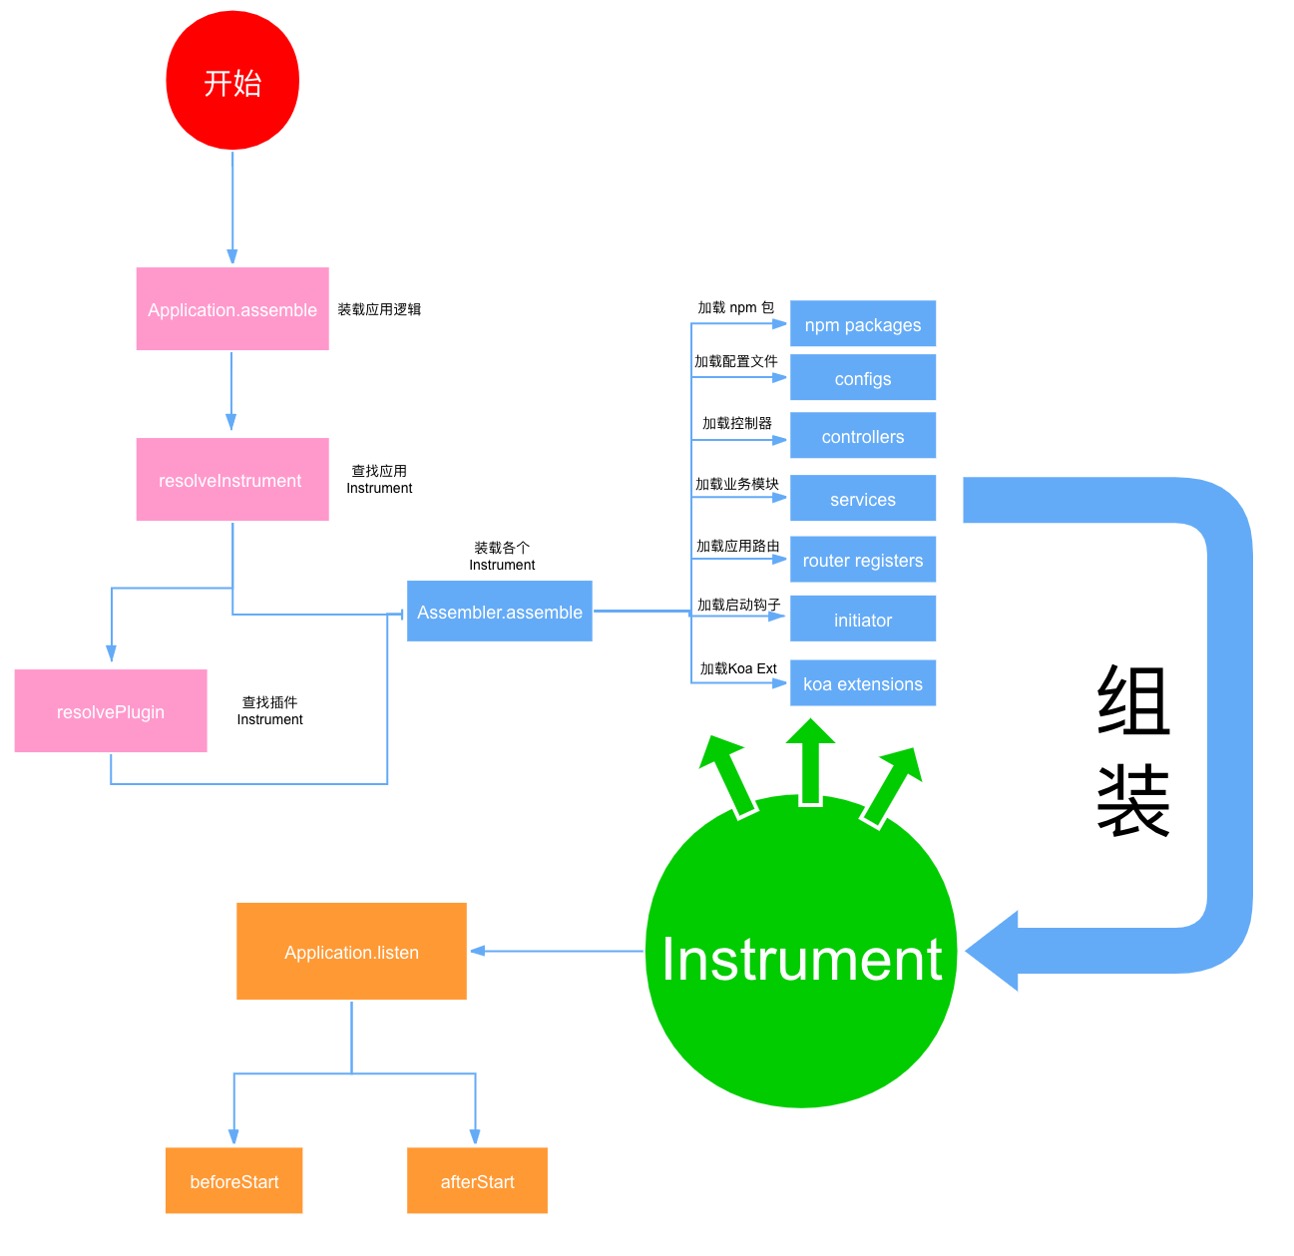 开始
Application.assemble
装载应用逻辑
resolveInstrument
查找应用
Instrument
resolvePlugin
查找插件
Instrument
装载各个
Instrument
Assembler.assemble
加载 npm 包
npm packages
加载配置文件
configs
加载控制器
controllers
加载业务模块
services
加载应用路由
router registers
加载启动钩子
initiator
加载Koa Ext
koa extensions
组
装
Instrument
Application.listen
beforeStart
afterStart